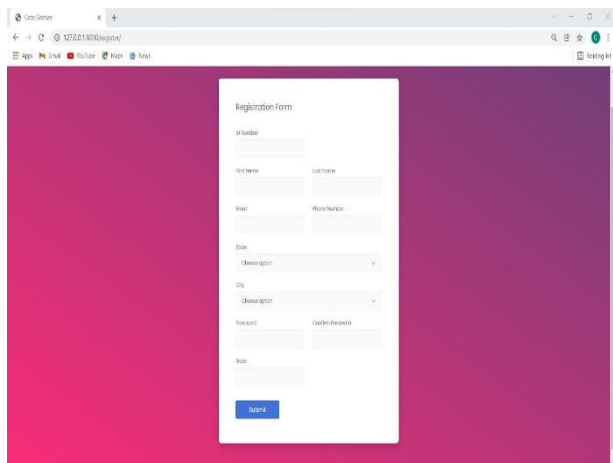 127.0.0.1:8000/register/
Apps Gmail YouTube Maps News Reading list
Registration Form
ID Number
First Name Last Name
Email Phone Number
State
Choose option
City
Choose option
Password Confirm Password
Submit